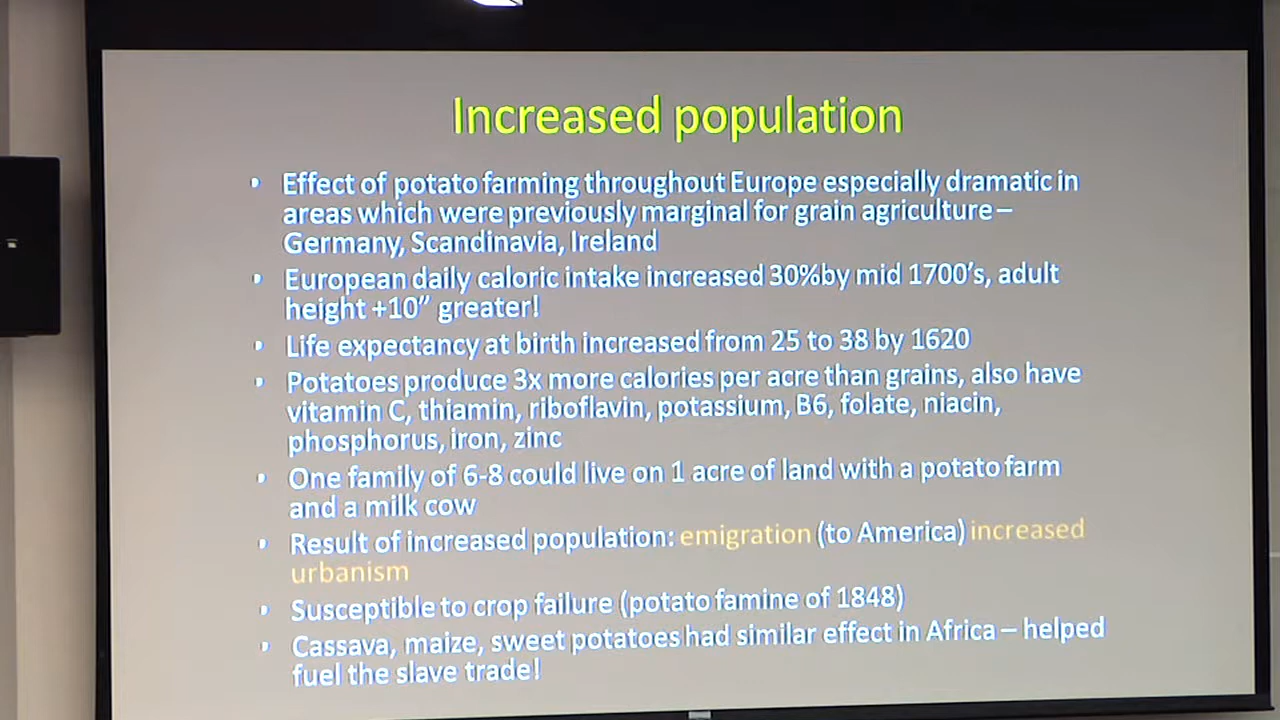 Increased population
• Effect of potato farming throughout Europe especially dramatic in
areas which were previously marginal for grain agriculture –
Germany, Scandinavia, Ireland
• European daily caloric intake increased 30%by mid 1700’s, adult
height +10” greater!
• Life expectancy at birth increased from 25 to 38 by 1620
• Potatoes produce 3x more calories per acre than grains, also have
vitamin C, thiamin, riboflavin, potassium, B6, folate, niacin,
phosphorus, iron, zinc
• One family of 6-8 could live on 1 acre of land with a potato farm
and a milk cow
• Result of increased population: emigration (to America) increased
urbanism
• Susceptible to crop failure (potato famine of 1848)
• Cassava, maize, sweet potatoes had similar effect in Africa – helped
fuel the slave trade!